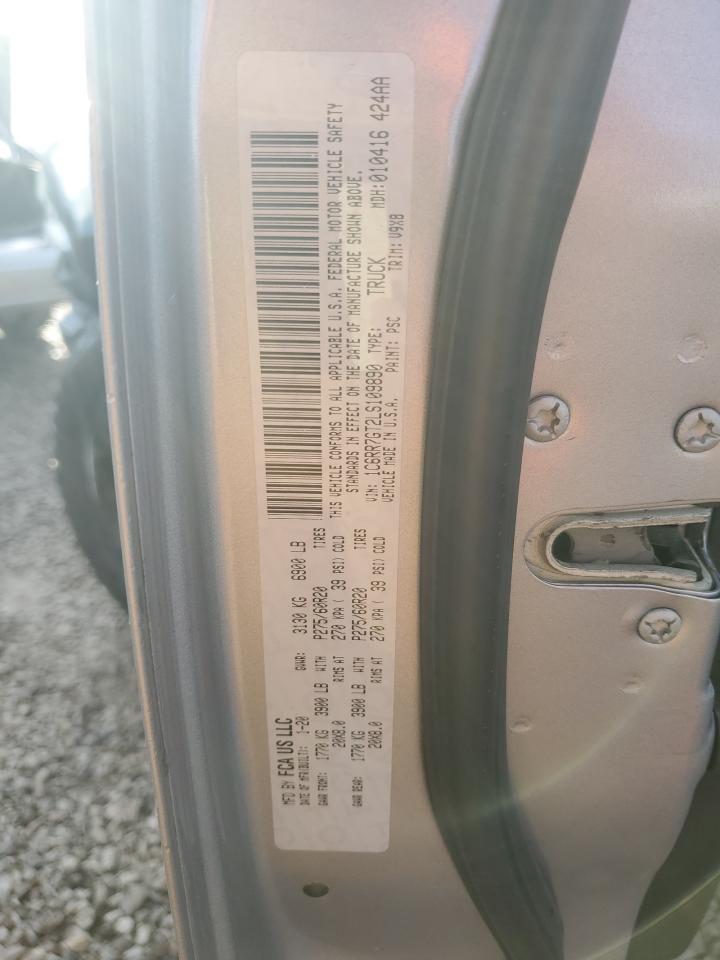 MFD BY FCA US LLC
DATE OF MFR(BUILT): 1-20 GVWR: 3130 KG 6900 LB
GAWR FRONT: 1770 KG 3900 LB WITH P275/60R20 TIRES
20X8.0 RIMS AT 270 KPA ( 39 PSI) COLD
GAWR REAR: 1770 KG 3900 LB WITH P275/60R20 TIRES
20X8.0 RIMS AT 270 KPA ( 39 PSI) COLD
THIS VEHICLE CONFORMS TO ALL APPLICABLE U.S.A. FEDERAL MOTOR VEHICLE SAFETY
STANDARDS IN EFFECT ON THE DATE OF MANUFACTURE SHOWN ABOVE.
VIN: 1C6RR7GT2LS109890 TYPE: TRUCK MDH:010416 424AA
VEHICLE MADE IN U.S.A. PAINT: PSC TRIM: V9X8